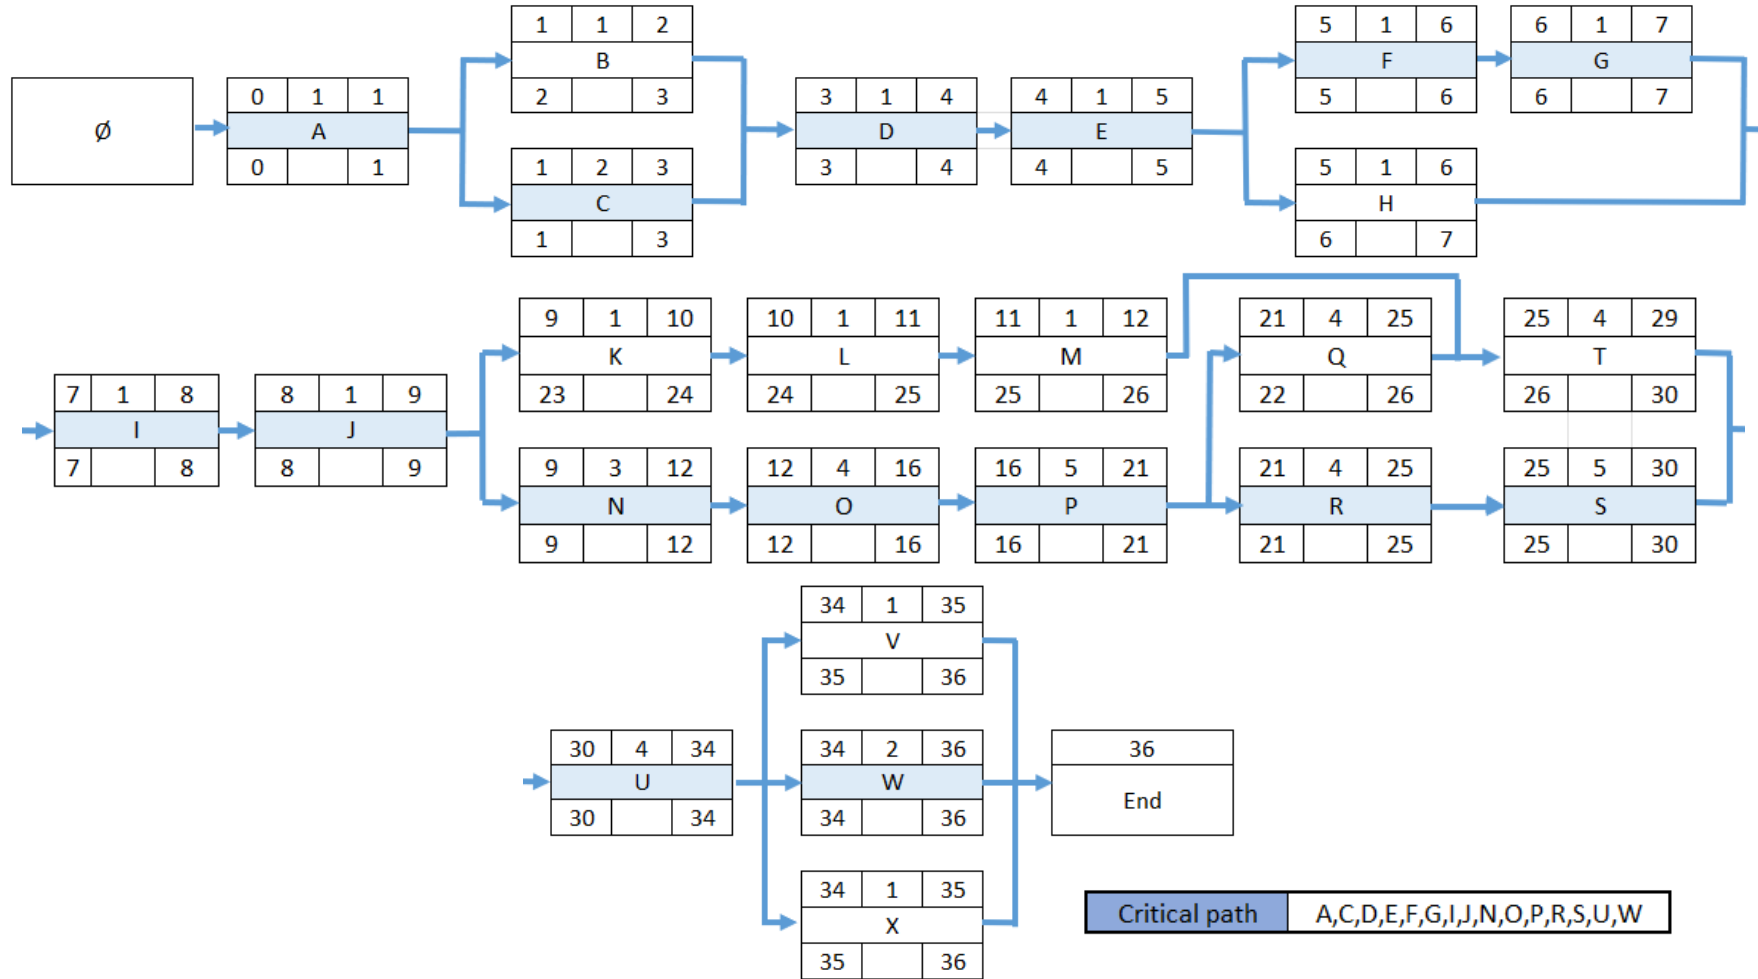 1 1 2
B
2 3
5 1 6
F
5 6
6 1 7
G
6 7
Ø
0 1 1
A
0 1
3 1 4
D
3 4
4 1 5
E
4 5
1 2 3
C
1 3
5 1 6
H
6 7
9 1 10
K
23 24
10 1 11
L
24 25
11 1 12
M
25 26
21 4 25
Q
22 26
25 4 29
T
26 30
7 1 8
I
7 8
8 1 9
J
8 9
9 3 12
N
9 12
12 4 16
O
12 16
16 5 21
P
16 21
21 4 25
R
21 25
25 5 30
S
25 30
34 1 35
V
35 36
30 4 34
U
30 34
34 2 36
W
34 36
36
End
34 1 35
X
35 36
Critical path A,C,D,E,F,G,I,J,N,O,P,R,S,U,W